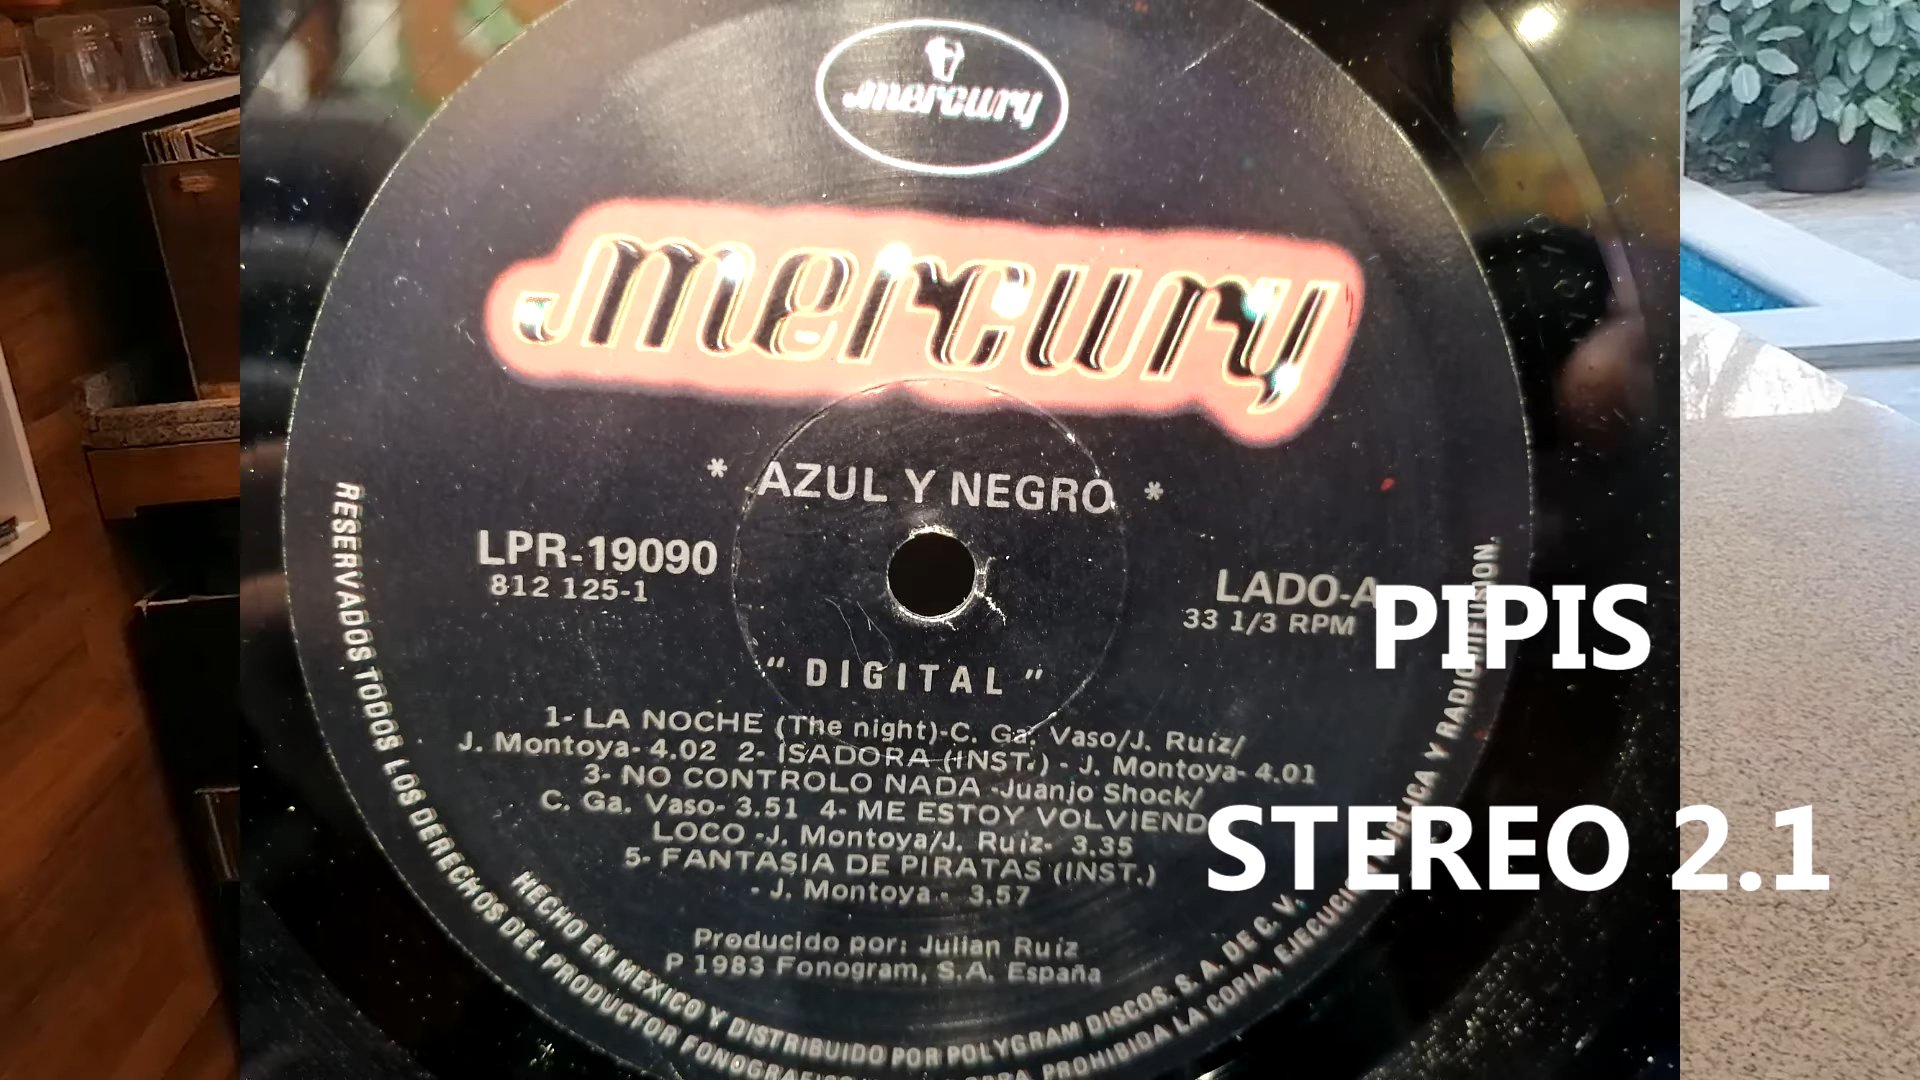 mercury
mercury
* AZUL Y NEGRO *
LPR-19090
812 125-1
LADO-A
33 1/3 RPM
PIPIS
STEREO 2.1
" DIGITAL "
1- LA NOCHE (The night)-C. Ga. Vaso/J. Ruiz/
J. Montoya- 4.02 2- ISADORA (INST.) - J. Montoya- 4.01
3- NO CONTROLO NADA -Juanjo Shock/
C. Ga. Vaso- 3.51 4- ME ESTOY VOLVIEND
LOCO -J. Montoya/J. Ruiz- 3.35
5- FANTASIA DE PIRATAS (INST.)
- J. Montoya - 3.57
Producido por: Julian Ruiz
P 1983 Fonogram, S.A. España
RESERVADOS TODOS LOS DERECHOS DEL PRODUCTOR
PROHIBIDA LA COPIA, Y RADIODIFUSION.
HECHO EN MEXICO Y DISTRIBUIDO POR POLYGRAM DISCOS. S. A. DE C. V.